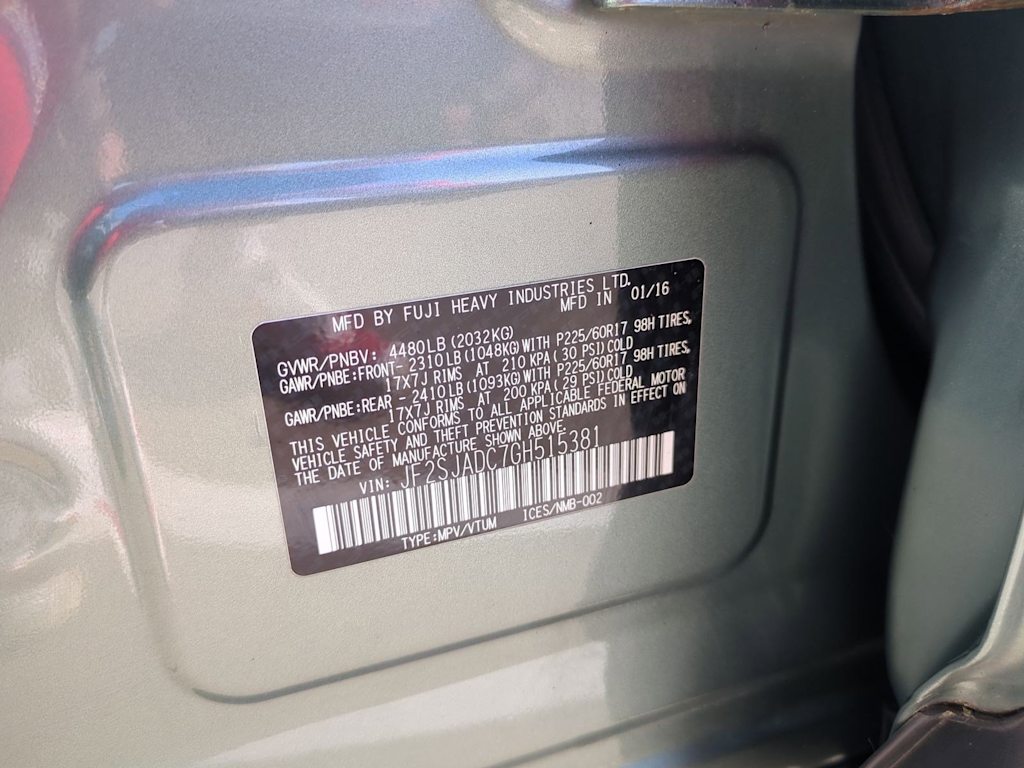 MFD BY FUJI HEAVY INDUSTRIES LTD.
MFD IN 01/16
GVWR/PNBV: 4480LB(2032KG)
GAWR/PNBE:FRONT- 2310LB(1048KG)WITH P225/60R17 98H TIRES,
17X7J RIMS AT 210 KPA( 30 PSI)COLD
GAWR/PNBE:REAR - 2410LB(1093KG)WITH P225/60R17 98H TIRES,
17X7J RIMS AT 200 KPA( 29 PSI)COLD
THIS VEHICLE CONFORMS TO ALL APPLICABLE FEDERAL MOTOR
VEHICLE SAFETY AND THEFT PREVENTION STANDARDS IN EFFECT ON
THE DATE OF MANUFACTURE SHOWN ABOVE.
VIN: JF2SJADC7GH515381
TYPE:MPV/VTUM ICES/NMB-002